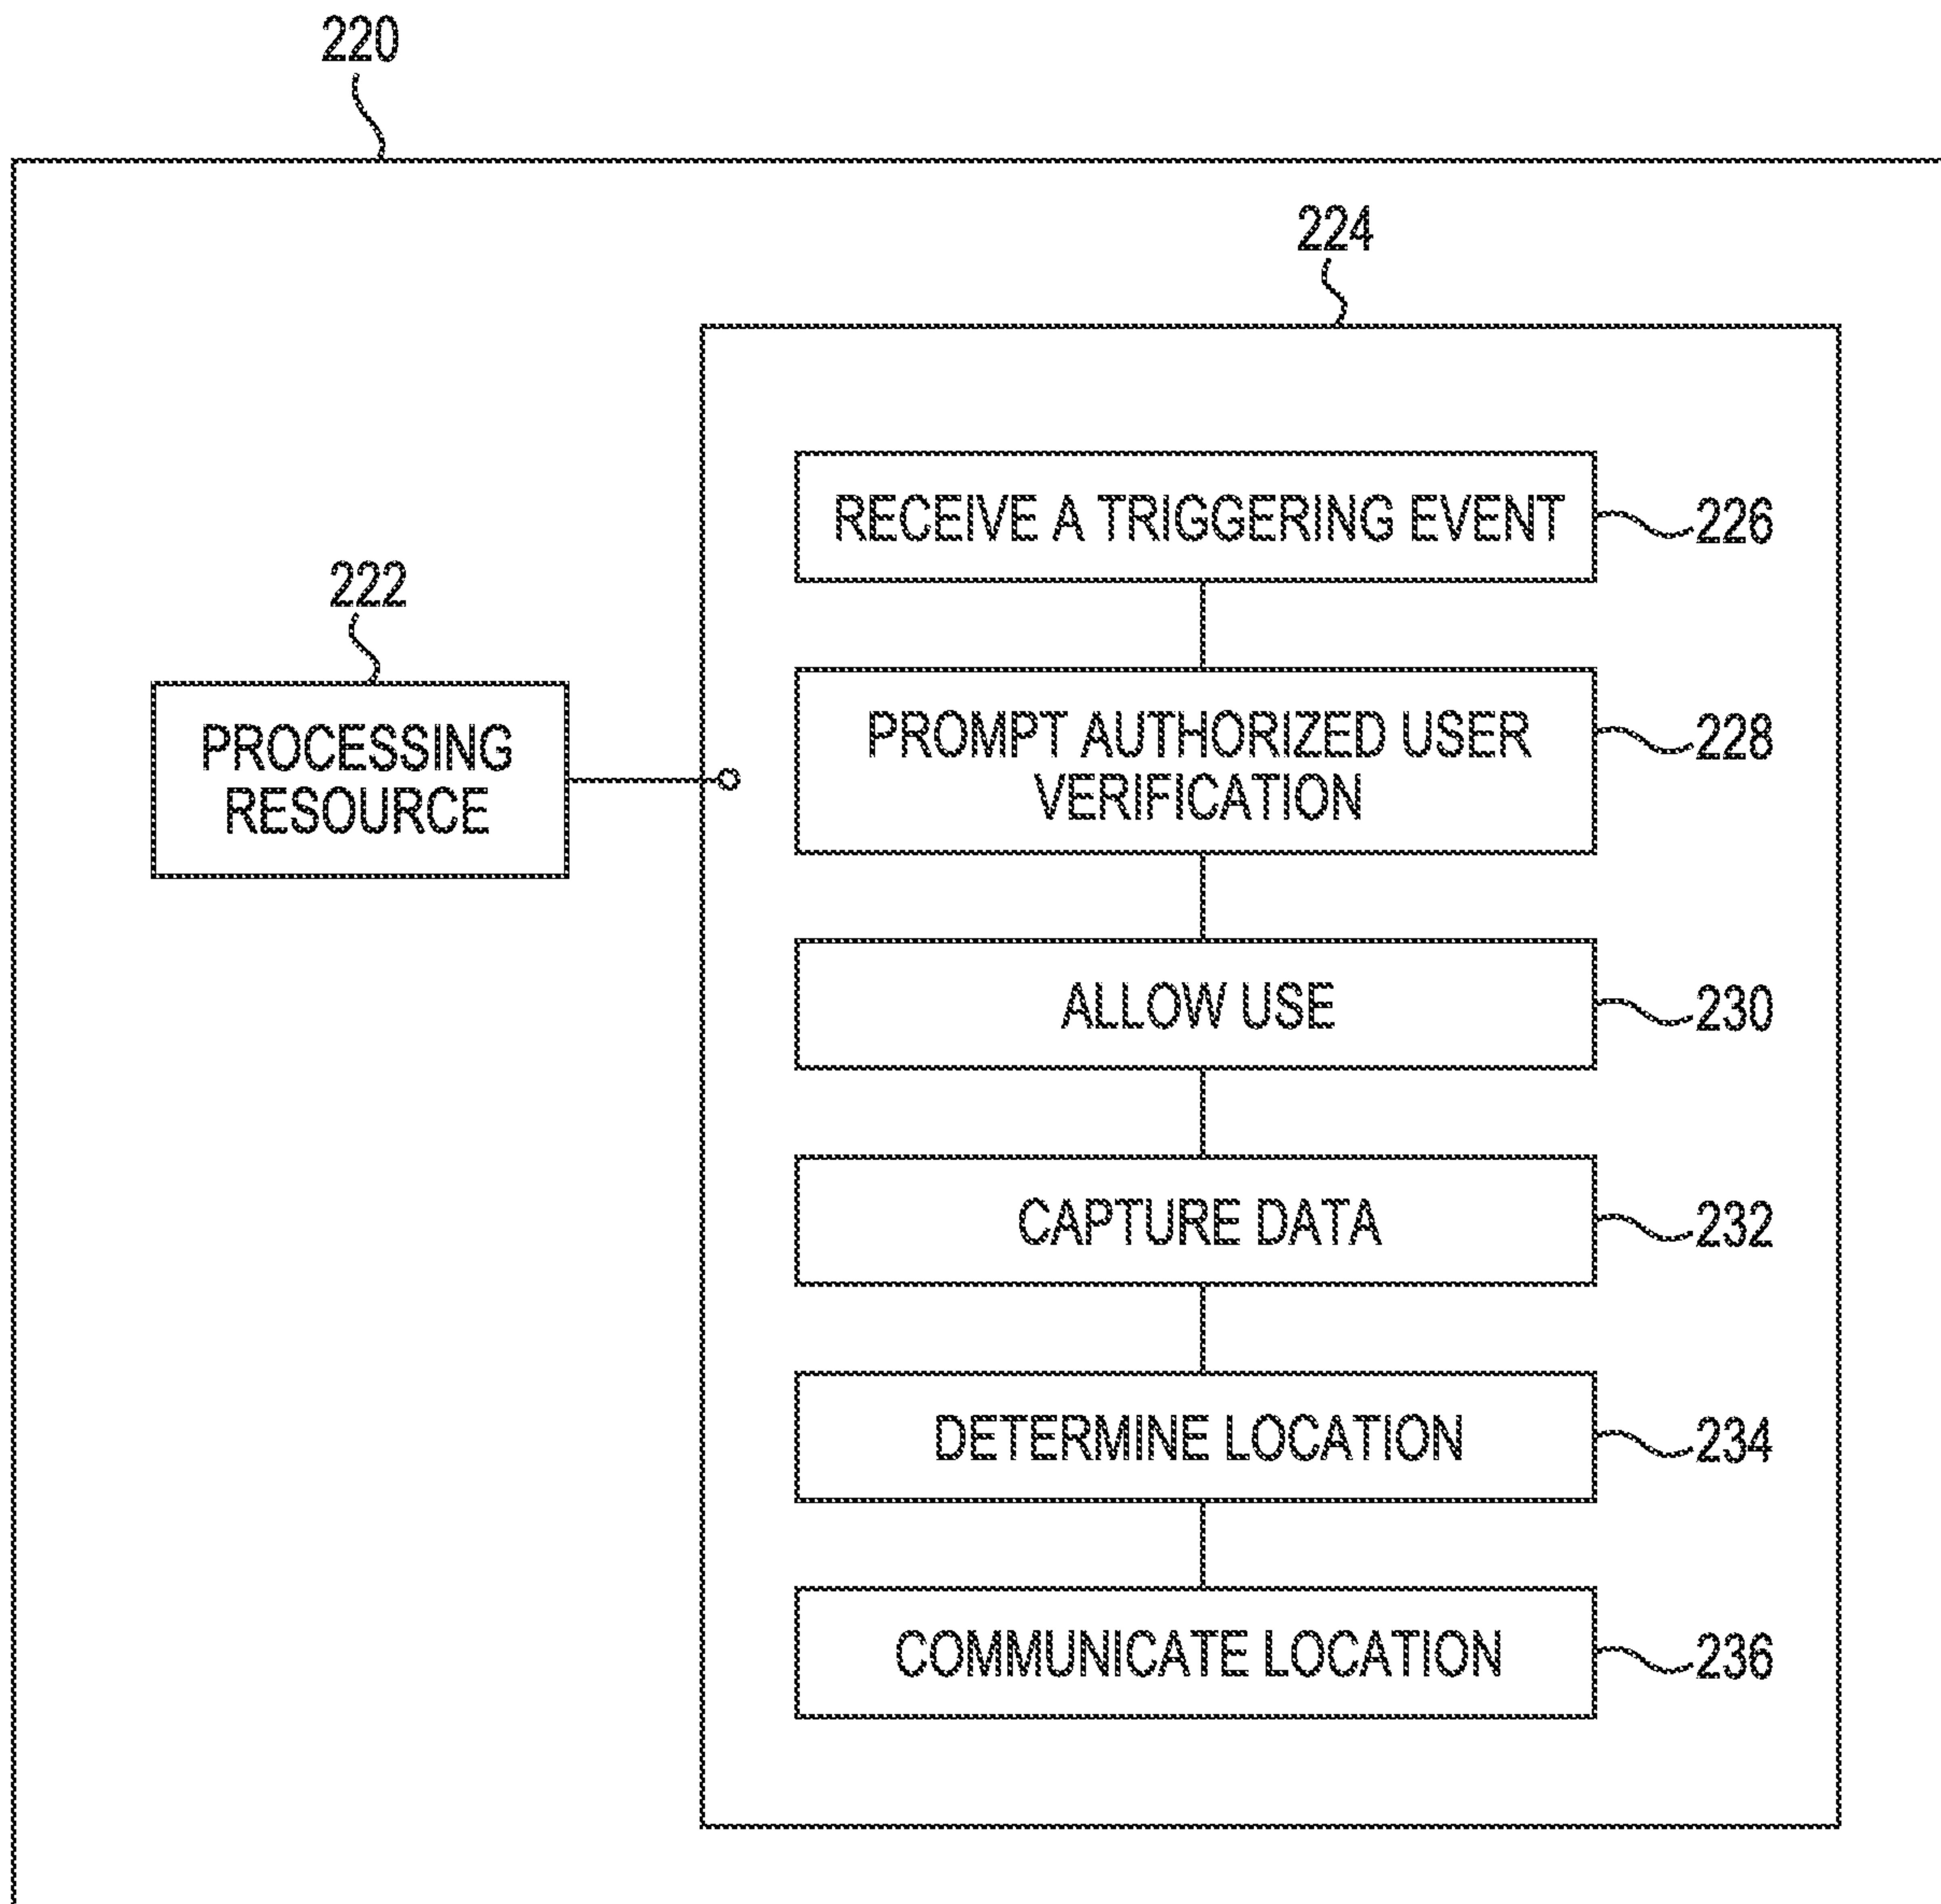 220
224
RECEIVE A TRIGGERING EVENT
226
222
PROCESSING
RESOURCE
PROMPT AUTHORIZED USER
VERIFICATION
228
ALLOW USE
230
CAPTURE DATA
232
DETERMINE LOCATION
234
COMMUNICATE LOCATION
236